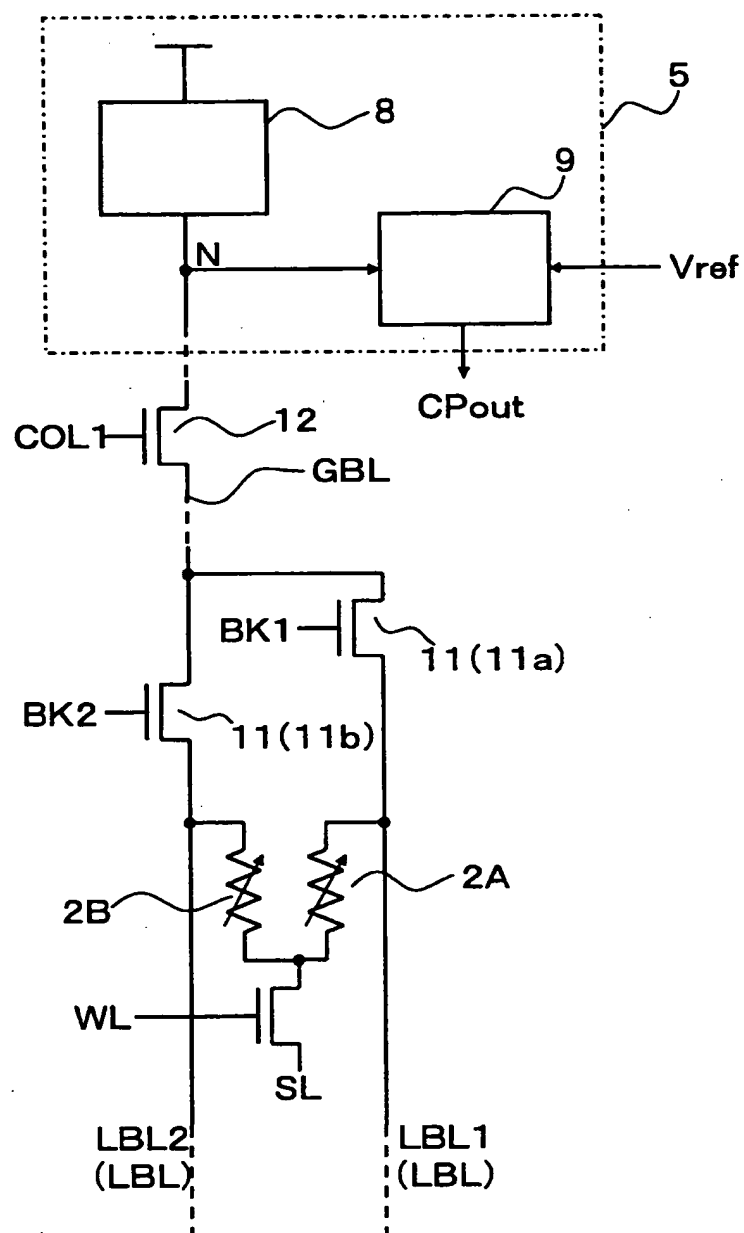 8
5
9
N
Vref
CPout
COL1
12
GBL
BK1
11(11a)
BK2
11(11b)
2B
2A
WL
SL
LBL2
(LBL)
LBL1
(LBL)